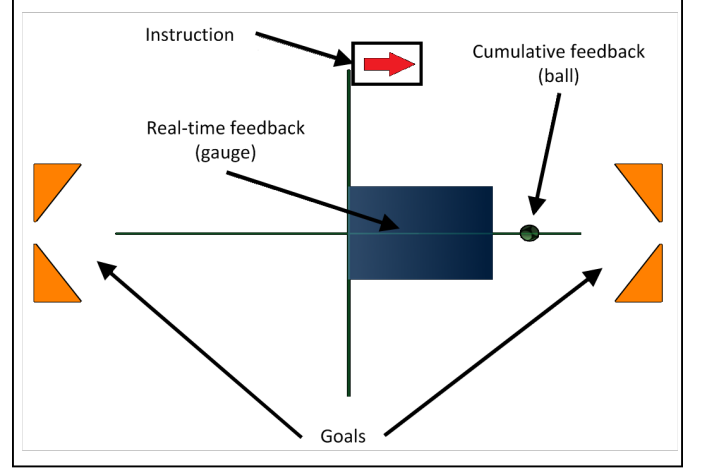 Instruction
Cumulative feedback
(ball)
Real-time feedback
(gauge)
Goals